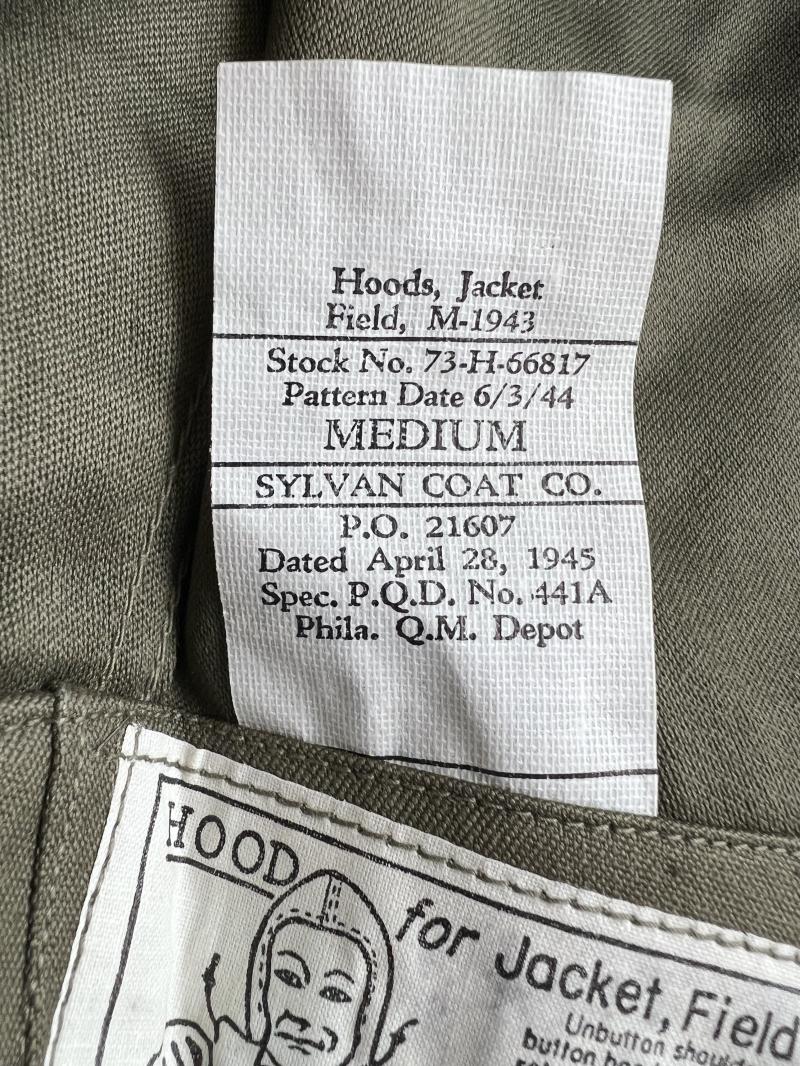 Hoods, Jacket
Field, M-1943
Stock No. 73-H-66817
Pattern Date 6/3/44
MEDIUM
SYLVAN COAT CO.
P.O. 21607
Dated April 28, 1945
Spec. P.Q.D. No. 441A
Phila. Q.M. Depot
HOOD
for Jacket, Field
Unbutton
button